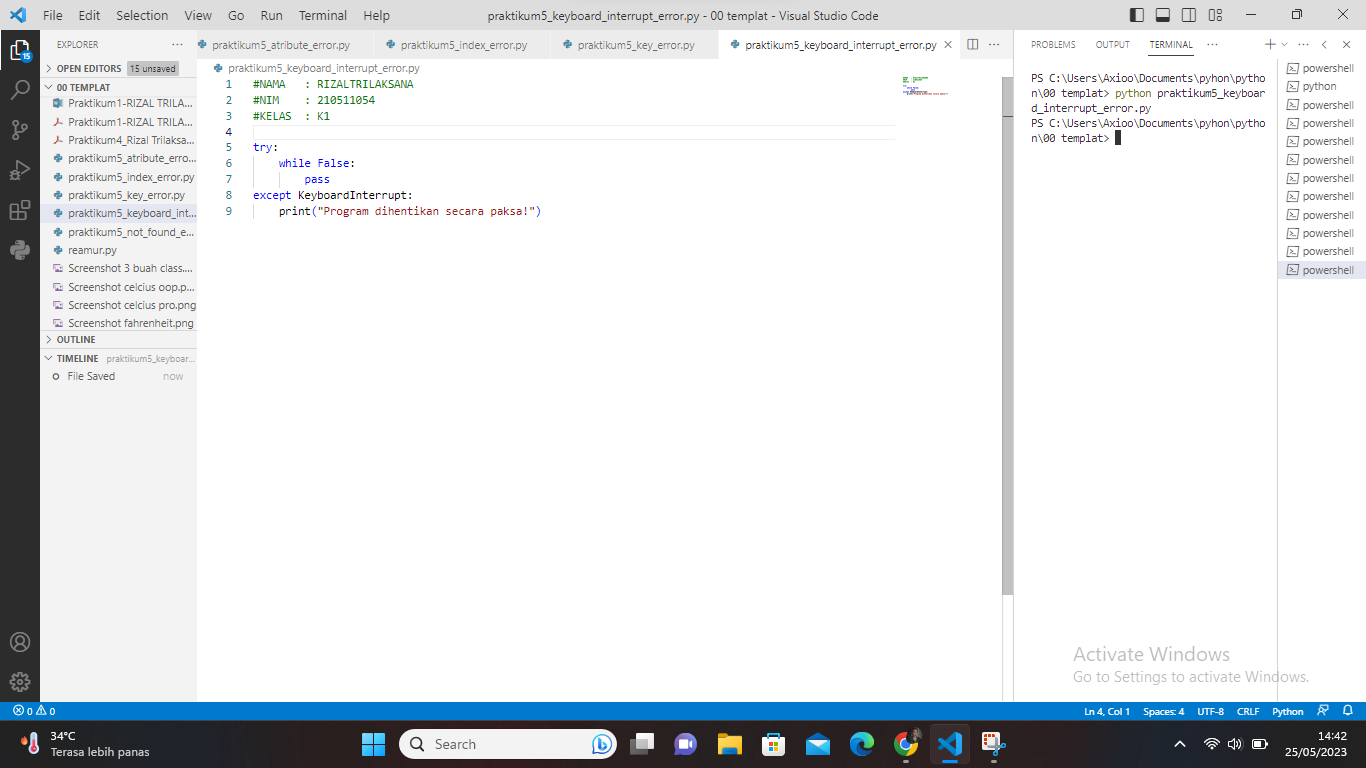 File Edit Selection View Go Run Terminal Help praktikum5_keyboard_interrupt_error.py - 00 templat - Visual Studio Code
EXPLORER
OPEN EDITORS 15 unsaved
00 TEMPLAT
Praktikum1-RIZAL TRILA...
Praktikum1-RIZAL TRILA...
Praktikum4_Rizal Trilaksa...
praktikum5_atribute_erro...
praktikum5_index_error.py
praktikum5_key_error.py
praktikum5_keyboard_int...
praktikum5_not_found_e...
reamur.py
Screenshot 3 buah class....
Screenshot celcius oop.p...
Screenshot celcius pro.png
Screenshot fahrenheit.png
OUTLINE
TIMELINE praktikum5_keyboar...
File Saved now
15
praktikum5_atribute_error.py praktikum5_index_error.py praktikum5_key_error.py praktikum5_keyboard_interrupt_error.py
praktikum5_keyboard_interrupt_error.py
1 #NAMA   : RIZALTRILAKSANA
2 #NIM    : 210511054
3 #KELAS  : K1
4
5 try:
6     while False:
7         pass
8 except KeyboardInterrupt:
9     print("Program dihentikan secara paksa!")
PROBLEMS OUTPUT TERMINAL
PS C:\Users\Axioo\Documents\pyhon\pytho
n\00 templat> python praktikum5_keyboar
d_interrupt_error.py
PS C:\Users\Axioo\Documents\pyhon\pytho
n\00 templat>
powershell
python
powershell
powershell
powershell
powershell
powershell
powershell
powershell
powershell
powershell
powershell
Activate Windows
Go to Settings to activate Windows.
0 0 Ln 4, Col 1 Spaces: 4 UTF-8 CRLF Python
34°C
Terasa lebih panas
Search
14:42
25/05/2023